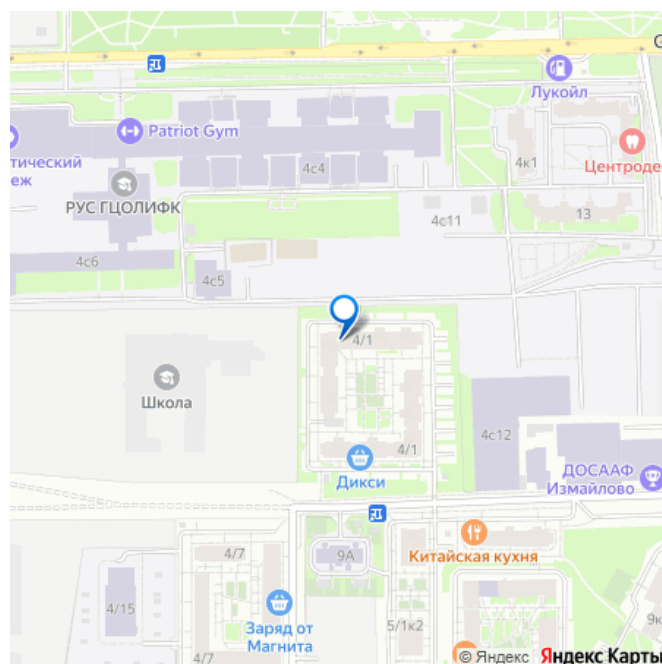 Лукойл
Patriot Gym
тический
еж
4с4
4к1
Центроде
РУС ГЦОЛИФК
4с11
13
4с6
4с5
4/1
Школа
4/1
4с12
Дикси
ДОСААФ
Измайлово
Китайская кухня
4/7
9А
4/15
Заряд от
Магнита
5/1к2
9к
4/7
© Яндекс Яндекс Карты